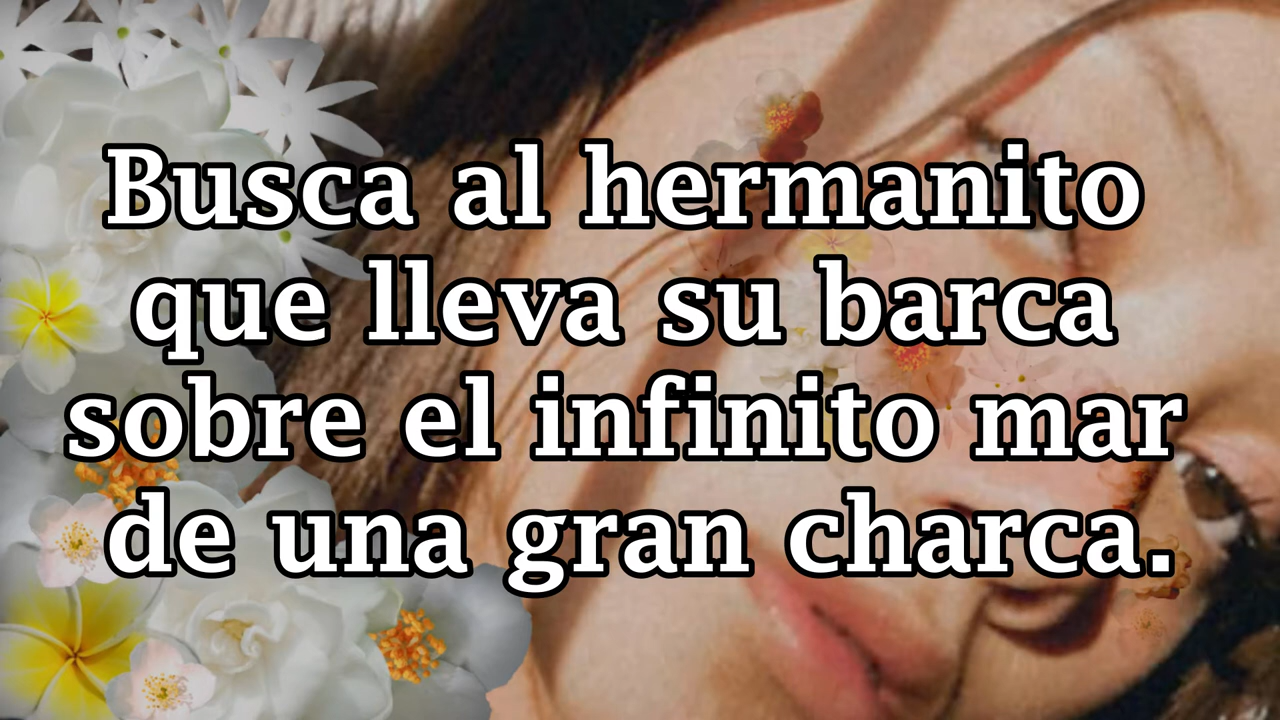 Busca al hermanito
que lleva su barca
sobre el infinito mar
de una gran charca.